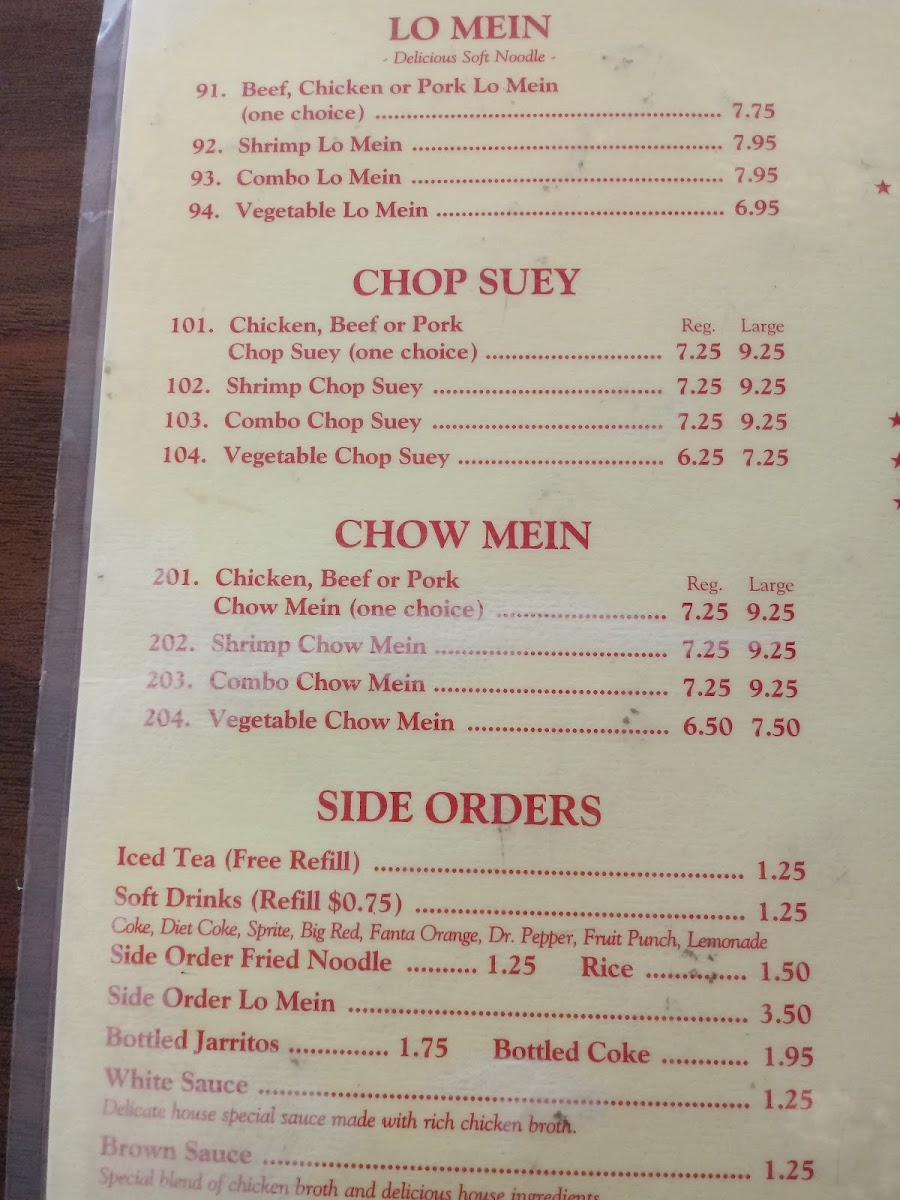 LO MEIN
- Delicious Soft Noodle -
91. Beef, Chicken or Pork Lo Mein
(one choice) ........ 7.75
92. Shrimp Lo Mein ........ 7.95
93. Combo Lo Mein ........ 7.95
94. Vegetable Lo Mein ........ 6.95
CHOP SUEY
101. Chicken, Beef or Pork Reg. Large
Chop Suey (one choice) ........ 7.25 9.25
102. Shrimp Chop Suey ........ 7.25 9.25
103. Combo Chop Suey ........ 7.25 9.25
104. Vegetable Chop Suey ........ 6.25 7.25
CHOW MEIN
201. Chicken, Beef or Pork Reg. Large
Chow Mein (one choice) ........ 7.25 9.25
202. Shrimp Chow Mein ........ 7.25 9.25
203. Combo Chow Mein ........ 7.25 9.25
204. Vegetable Chow Mein ........ 6.50 7.50
SIDE ORDERS
Iced Tea (Free Refill) ........ 1.25
Soft Drinks (Refill $0.75) ........ 1.25
Coke, Diet Coke, Sprite, Big Red, Fanta Orange, Dr. Pepper, Fruit Punch, Lemonade
Side Order Fried Noodle ........ 1.25 Rice ........ 1.50
Side Order Lo Mein ........ 3.50
Bottled Jarritos ........ 1.75 Bottled Coke ........ 1.95
White Sauce ........ 1.25
Delicate house special sauce made with rich chicken broth.
Brown Sauce ........ 1.25
Special blend of chicken broth and delicious house ingredients